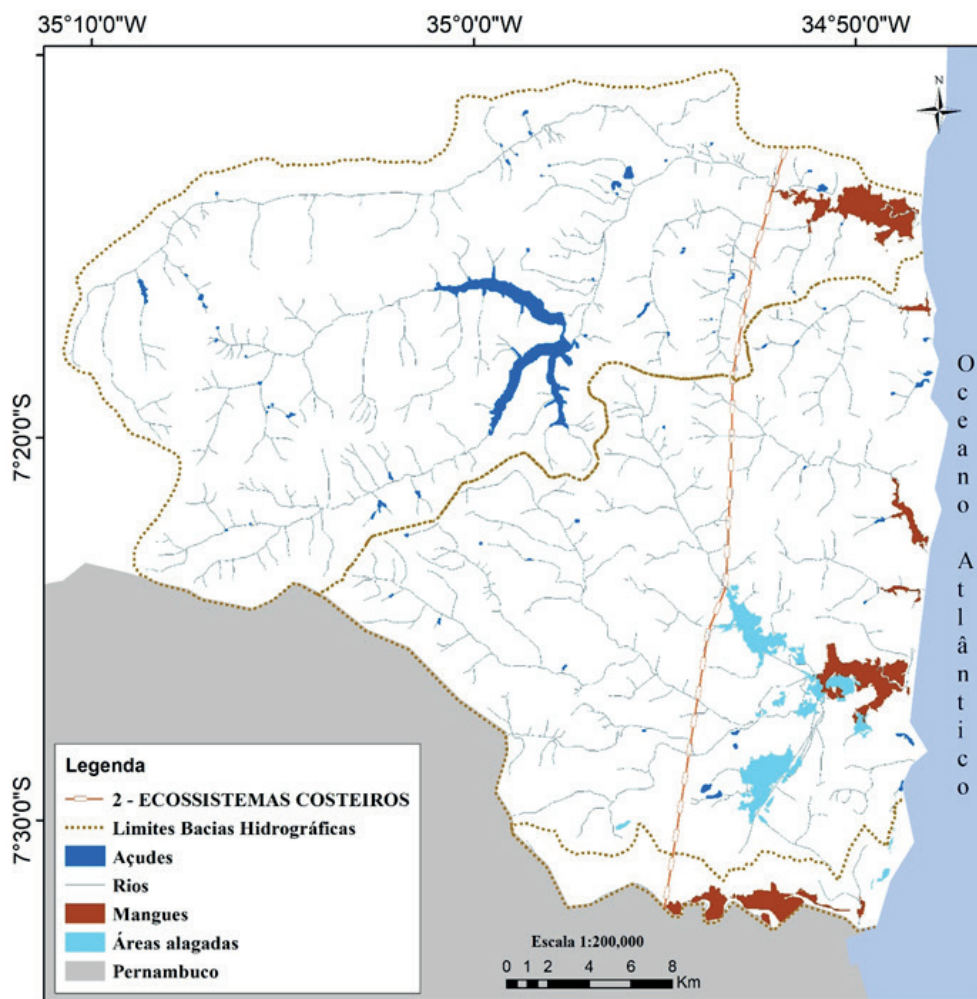 35°10'0"W
35°0'0"W
34°50'0"W
N
7°20'0"S
7°30'0"S
Oceano Atlântico
Legenda
2 - ECOSSISTEMAS COSTEIROS
Limites Bacias Hidrográficas
Açudes
Rios
Mangues
Áreas alagadas
Pernambuco
Escala 1:200,000
0 1 2 4 6 8
Km